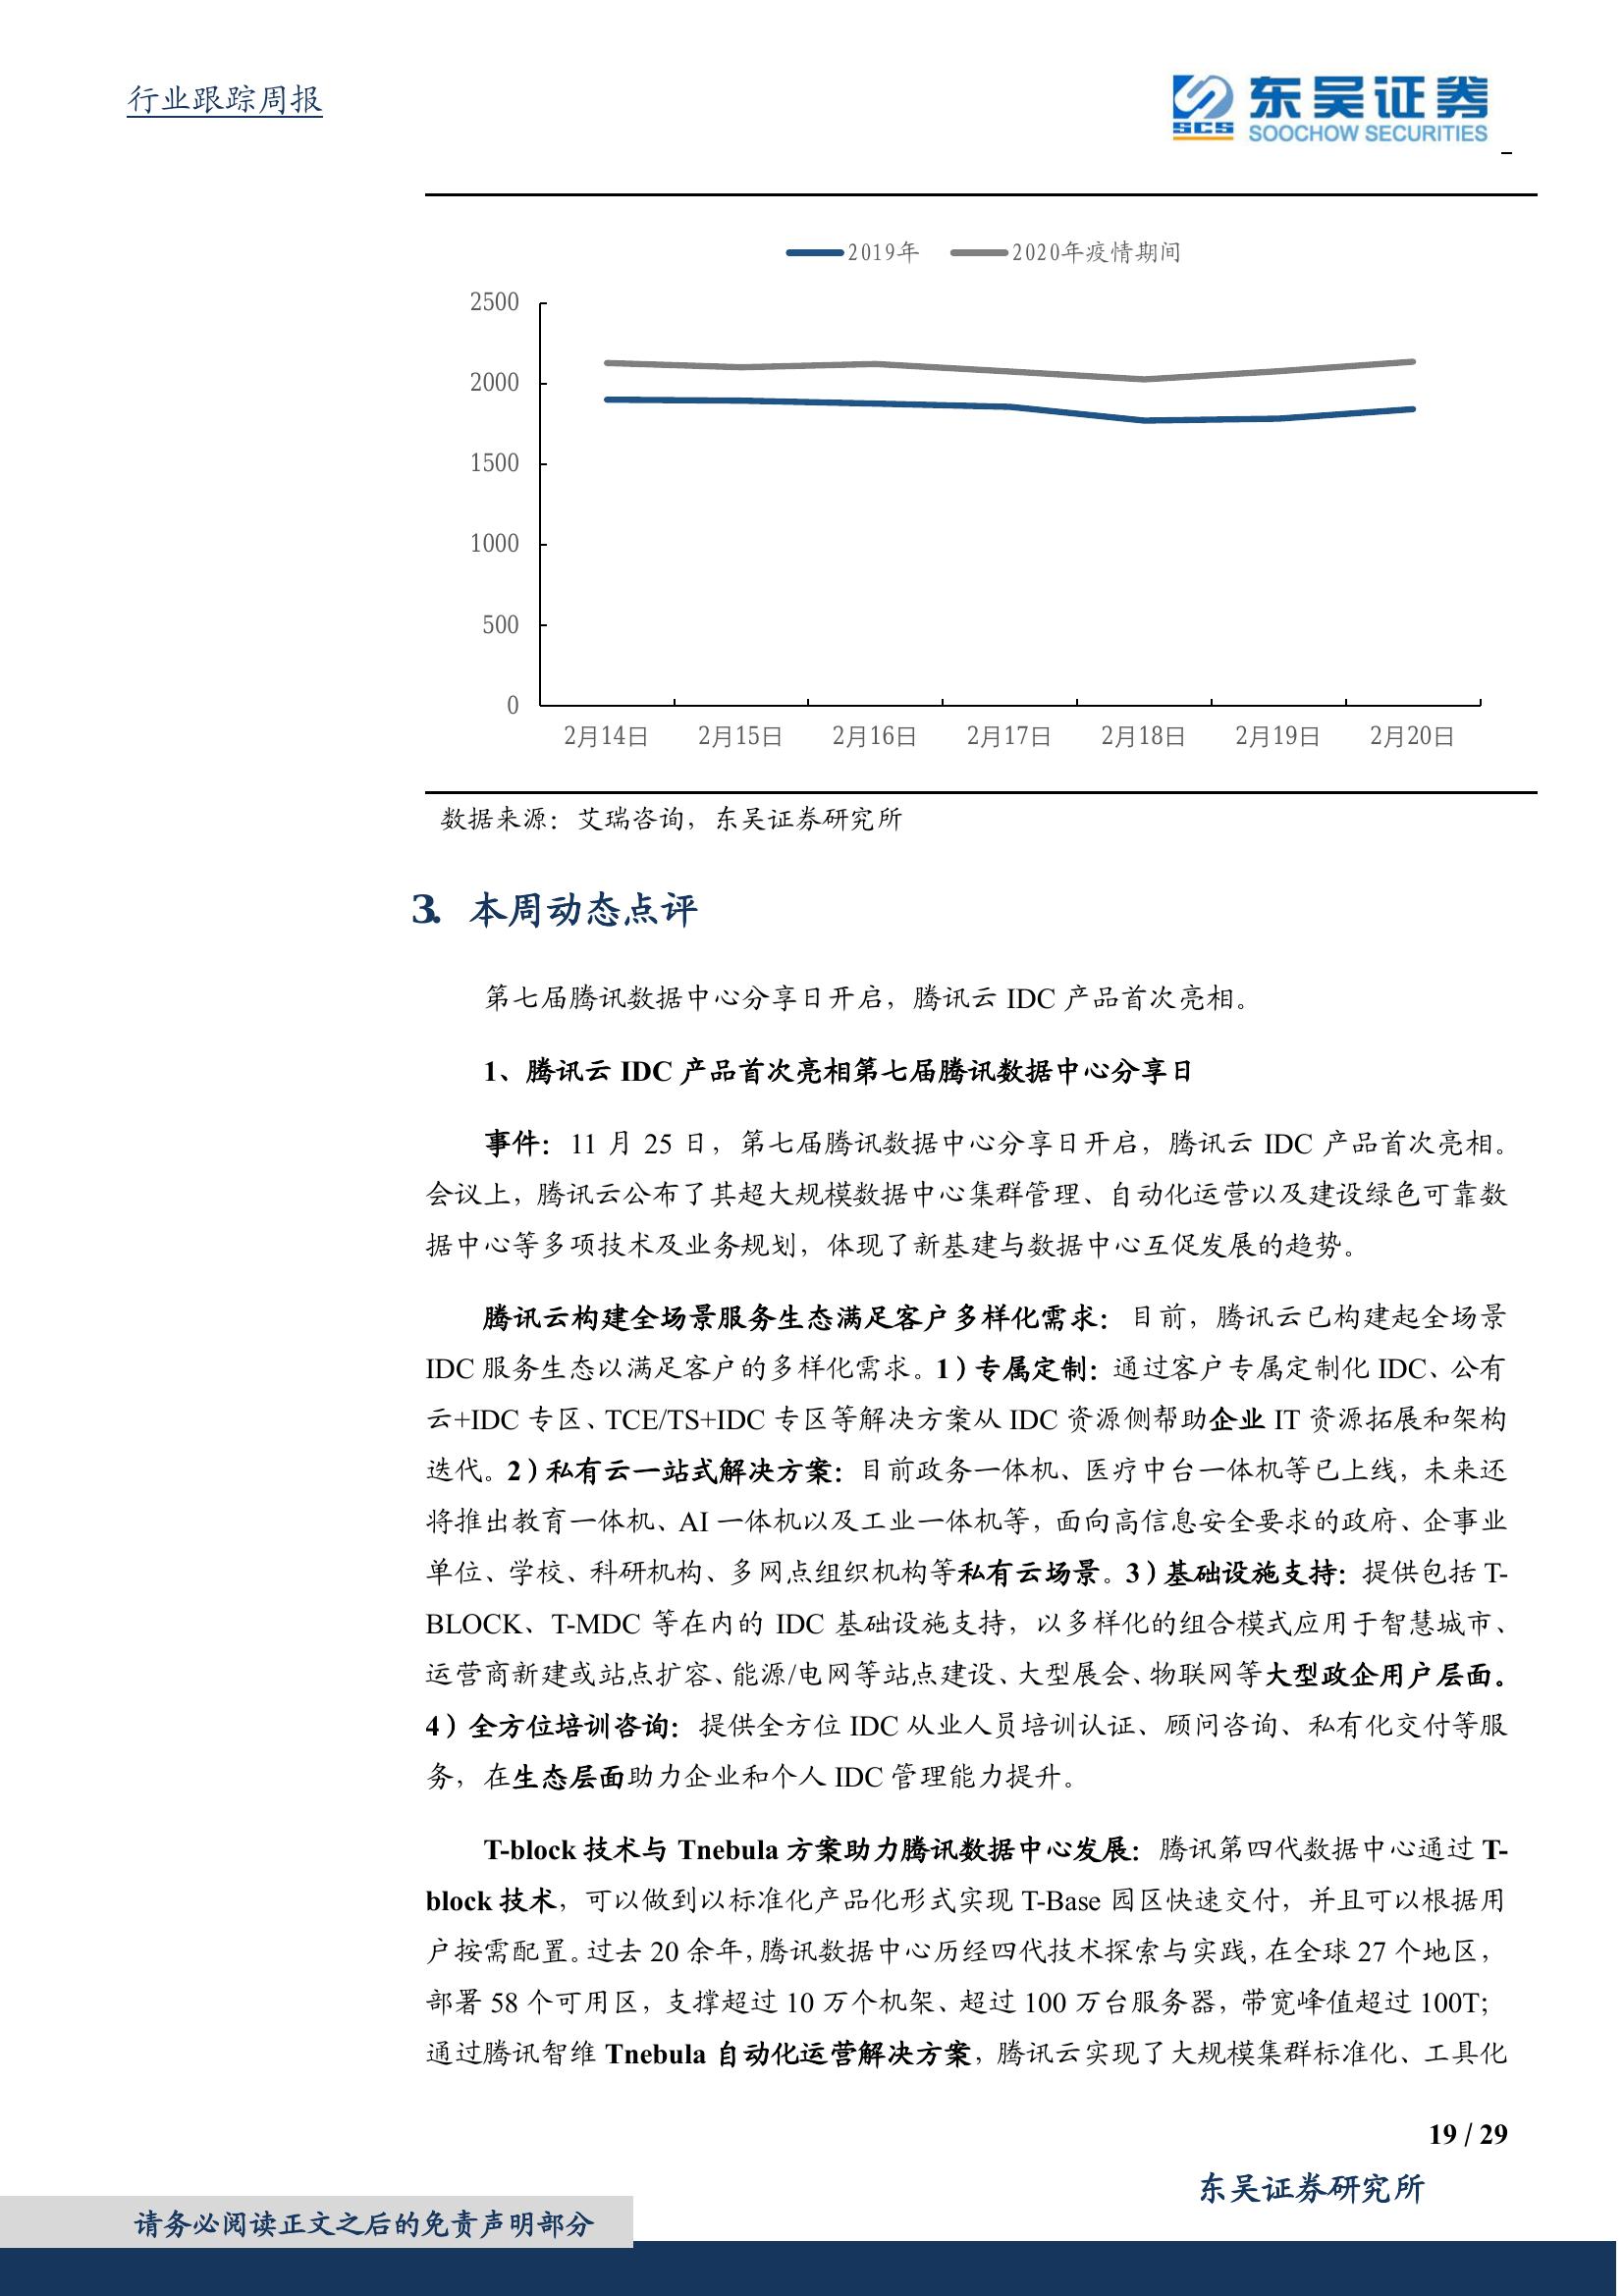 行业跟踪周报
SCS 东吴证券
SOOCHOW SECURITIES
2019年 2020年疫情期间
2500
2000
1500
1000
500
0
2月14日 2月15日 2月16日 2月17日 2月18日 2月19日 2月20日
数据来源：艾瑞咨询，东吴证券研究所
3. 本周动态点评
第七届腾讯数据中心分享日开启，腾讯云 IDC 产品首次亮相。
1、腾讯云 IDC 产品首次亮相第七届腾讯数据中心分享日
事件：11 月 25 日，第七届腾讯数据中心分享日开启，腾讯云 IDC 产品首次亮相。
会议上，腾讯云公布了其超大规模数据中心集群管理、自动化运营以及建设绿色可靠数
据中心等多项技术及业务规划，体现了新基建与数据中心互促发展的趋势。
腾讯云构建全场景服务生态满足客户多样化需求：目前，腾讯云已构建起全场景
IDC 服务生态以满足客户的多样化需求。1）专属定制：通过客户专属定制化 IDC、公有
云+IDC 专区、TCE/TS+IDC 专区等解决方案从 IDC 资源侧帮助企业 IT 资源拓展和架构
迭代。2）私有云一站式解决方案：目前政务一体机、医疗中台一体机等已上线，未来还
将推出教育一体机、AI 一体机以及工业一体机等，面向高信息安全要求的政府、企事业
单位、学校、科研机构、多网点组织机构等私有云场景。3）基础设施支持：提供包括 T-
BLOCK、T-MDC 等在内的 IDC 基础设施支持，以多样化的组合模式应用于智慧城市、
运营商新建或站点扩容、能源/电网等站点建设、大型展会、物联网等大型政企用户层面。
4）全方位培训咨询：提供全方位 IDC 从业人员培训认证、顾问咨询、私有化交付等服
务，在生态层面助力企业和个人 IDC 管理能力提升。
T-block 技术与 Tnebula 方案助力腾讯数据中心发展：腾讯第四代数据中心通过 T-
block 技术，可以做到以标准化产品化形式实现 T-Base 园区快速交付，并且可以根据用
户按需配置。过去 20 余年，腾讯数据中心历经四代技术探索与实践，在全球 27 个地区，
部署 58 个可用区，支撑超过 10 万个机架、超过 100 万台服务器，带宽峰值超过 100T；
通过腾讯智维 Tnebula 自动化运营解决方案，腾讯云实现了大规模集群标准化、工具化
19 / 29
东吴证券研究所
请务必阅读正文之后的免责声明部分